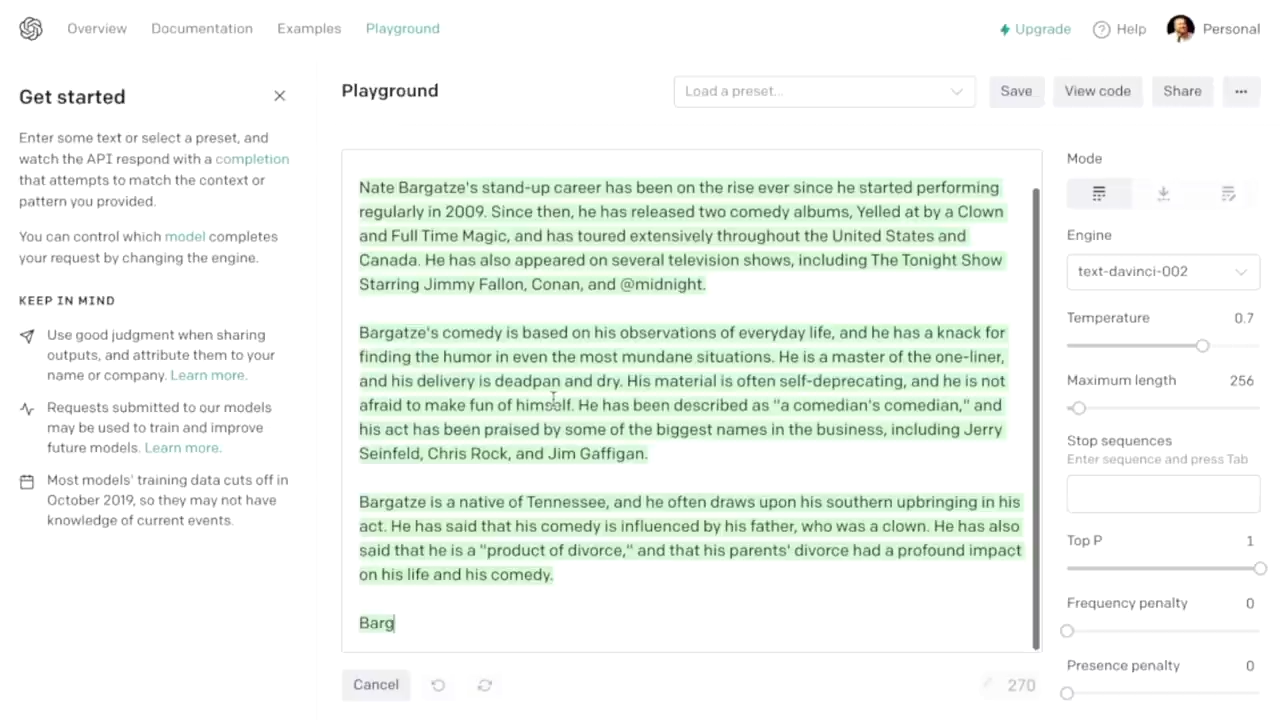 Overview Documentation Examples Playground
Upgrade Help Personal
Get started
Enter some text or select a preset, and
watch the API respond with a completion
that attempts to match the context or
pattern you provided.
You can control which model completes
your request by changing the engine.
KEEP IN MIND
Use good judgment when sharing
outputs, and attribute them to your
name or company. Learn more.
Requests submitted to our models
may be used to train and improve
future models. Learn more.
Most models' training data cuts off in
October 2019, so they may not have
knowledge of current events.
Playground
Load a preset...
Save
View code
Share
...
Nate Bargatze's stand-up career has been on the rise ever since he started performing
regularly in 2009. Since then, he has released two comedy albums, Yelled at by a Clown
and Full Time Magic, and has toured extensively throughout the United States and
Canada. He has also appeared on several television shows, including The Tonight Show
Starring Jimmy Fallon, Conan, and @midnight.
Bargatze's comedy is based on his observations of everyday life, and he has a knack for
finding the humor in even the most mundane situations. He is a master of the one-liner,
and his delivery is deadpan and dry. His material is often self-deprecating, and he is not
afraid to make fun of himself. He has been described as "a comedian's comedian," and
his act has been praised by some of the biggest names in the business, including Jerry
Seinfeld, Chris Rock, and Jim Gaffigan.
Bargatze is a native of Tennessee, and he often draws upon his southern upbringing in his
act. He has said that his comedy is influenced by his father, who was a clown. He has also
said that he is a "product of divorce," and that his parents' divorce had a profound impact
on his life and his comedy.
Barg
Cancel
270
Mode
Engine
text-davinci-002
Temperature 0.7
Maximum length 256
Stop sequences
Enter sequence and press Tab
Top P 1
Frequency penalty 0
Presence penalty 0